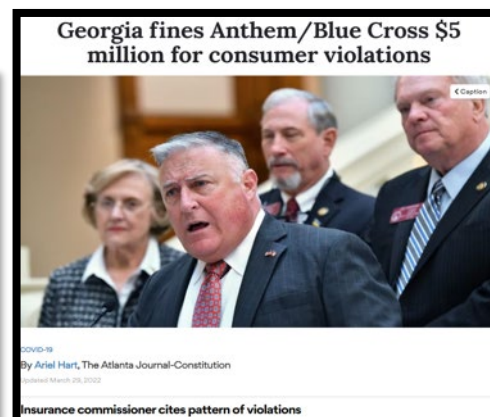 Georgia fines Anthem/Blue Cross $5
million for consumer violations
Caption
COVID-19
By Ariel Hart, The Atlanta Journal-Constitution
Updated March 29, 2022
Insurance commissioner cites pattern of violations